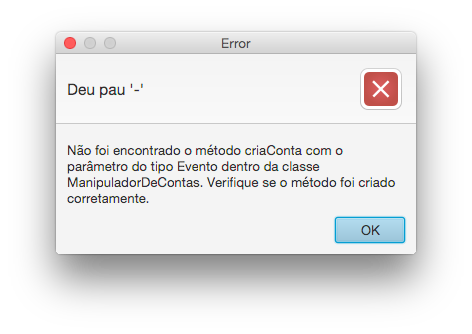 Error
Deu pau '-'
Não foi encontrado o método criaConta com o
parâmetro do tipo Evento dentro da classe
ManipuladorDeContas. Verifique se o método foi criado
corretamente.
OK